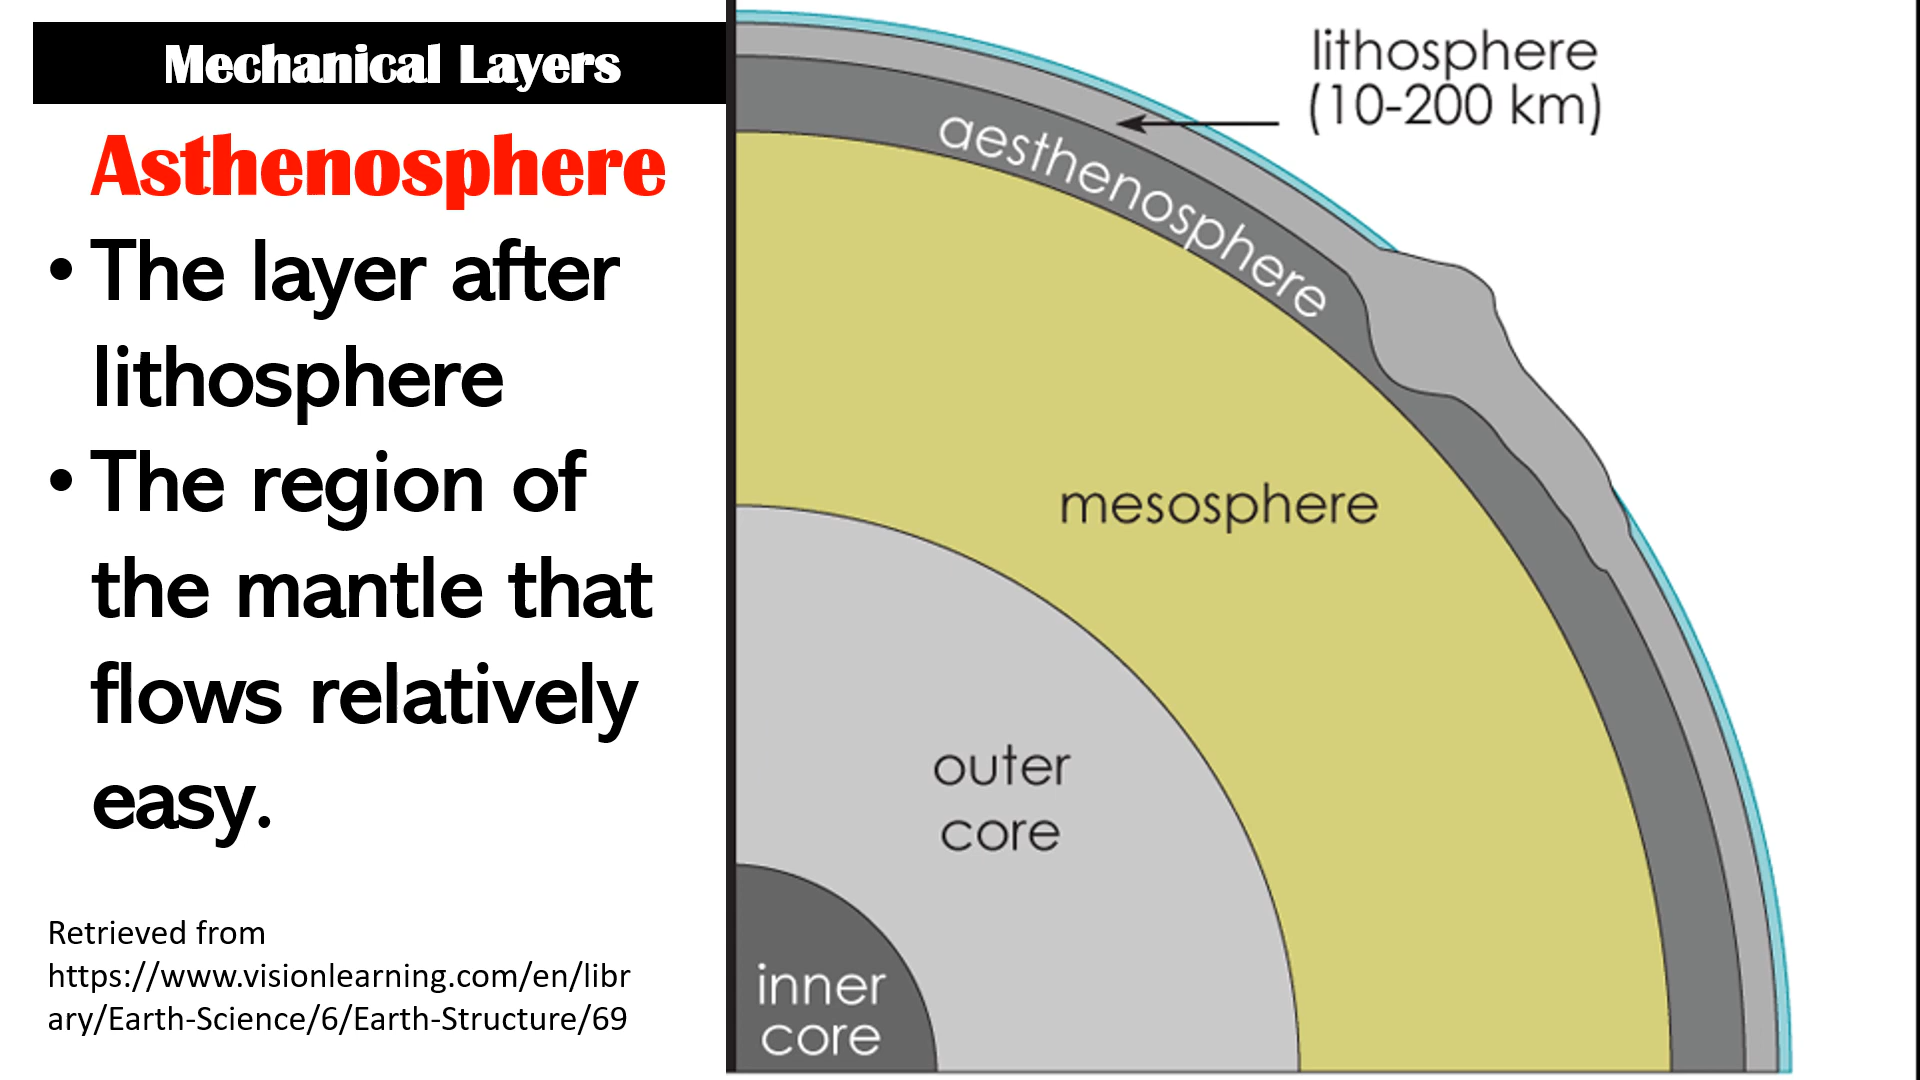 Mechanical Layers
Asthenosphere
• The layer after
lithosphere
• The region of
the mantle that
flows relatively
easy.
Retrieved from
https://www.visionlearning.com/en/libr
ary/Earth-Science/6/Earth-Structure/69
lithosphere
(10-200 km)
aesthenosphere
mesosphere
outer
core
inner
core